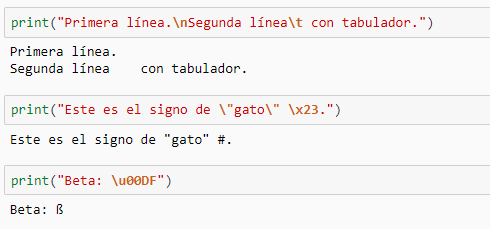 print("Primera línea.\nSegunda línea\t con tabulador.")
Primera línea.
Segunda línea    con tabulador.
print("Este es el signo de \"gato\" \x23.")
Este es el signo de "gato" #.
print("Beta: \u00DF")
Beta: ß